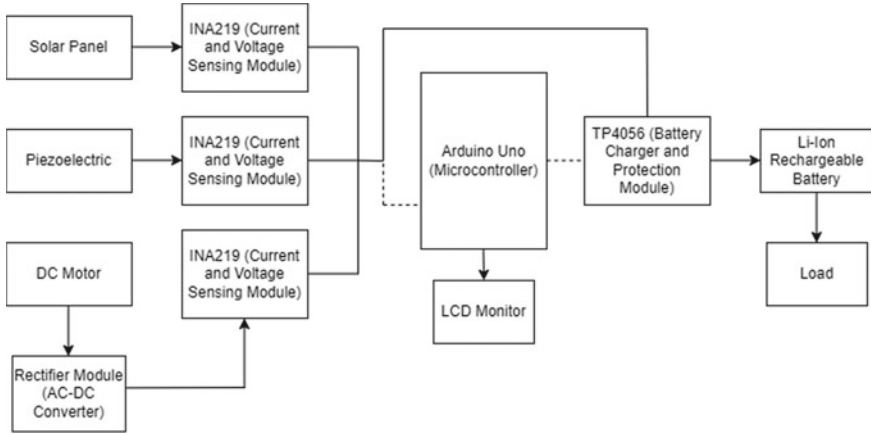 Solar Panel
INA219 (Current
and Voltage
Sensing Module)
Piezoelectric
INA219 (Current
and Voltage
Sensing Module)
Arduino Uno
(Microcontroller)
TP4056 (Battery
Charger and
Protection
Module)
Li-Ion
Rechargeable
Battery
DC Motor
INA219 (Current
and Voltage
Sensing Module)
LCD Monitor
Load
Rectifier Module
(AC-DC
Converter)